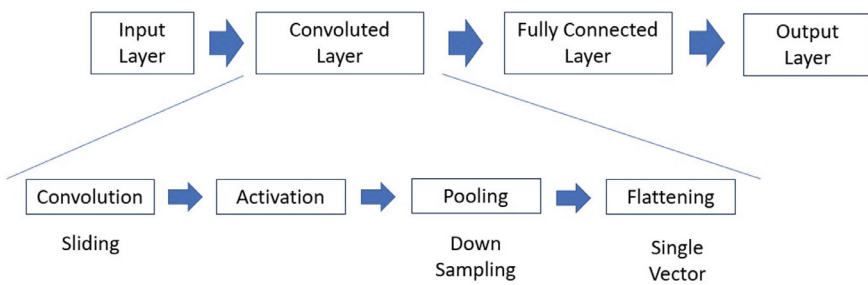 Input
Layer
Convoluted
Layer
Fully Connected
Layer
Output
Layer
Convolution
Activation
Pooling
Flattening
Sliding
Down
Sampling
Single
Vector